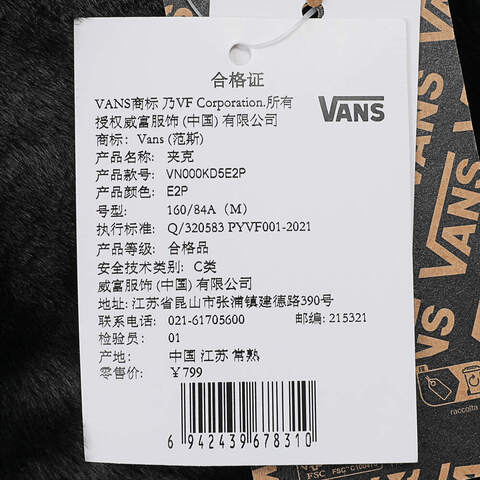 合格证
VANS商标 乃VF Corporation.所有
授权威富服饰 (中国) 有限公司
VANS
商标: Vans (范斯)
产品名称: 夹克
产品款号: VN000KD5E2P
产品颜色: E2P
号型: 160/84A (M)
执行标准: Q/320583 PYVF001-2021
产品等级: 合格品
安全技术类别: C类
威富服饰 (中国) 有限公司
地址: 江苏省昆山市张浦镇建德路390号
联系电话: 021-61705600 邮编: 215321
检验员: 01
产地: 中国 江苏 常熟
零售价: ￥799
6 942439 678310
VANS
VANS
raccolta
FSC